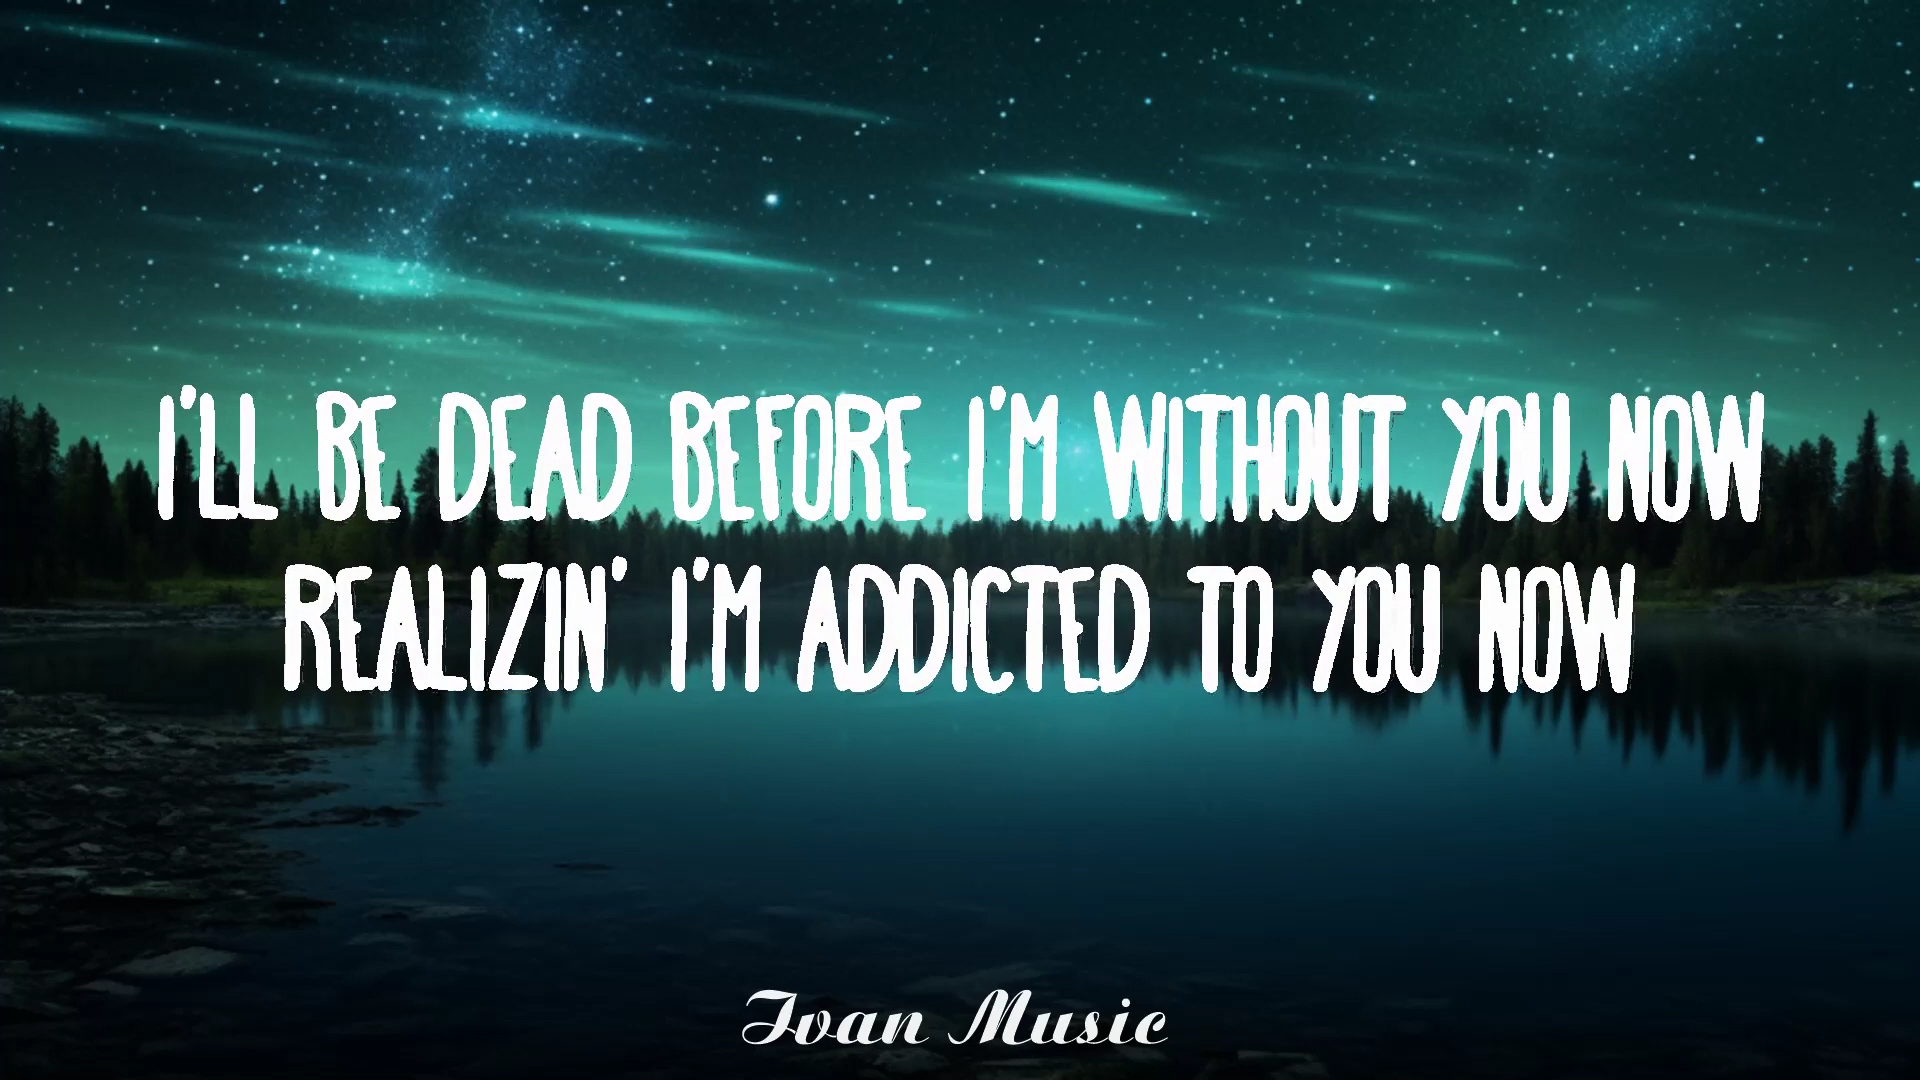 I'LL BE DEAD BEFORE I'M WITHOUT YOU NOW
REALIZIN' I'M ADDICTED TO YOU NOW
Ivan Music